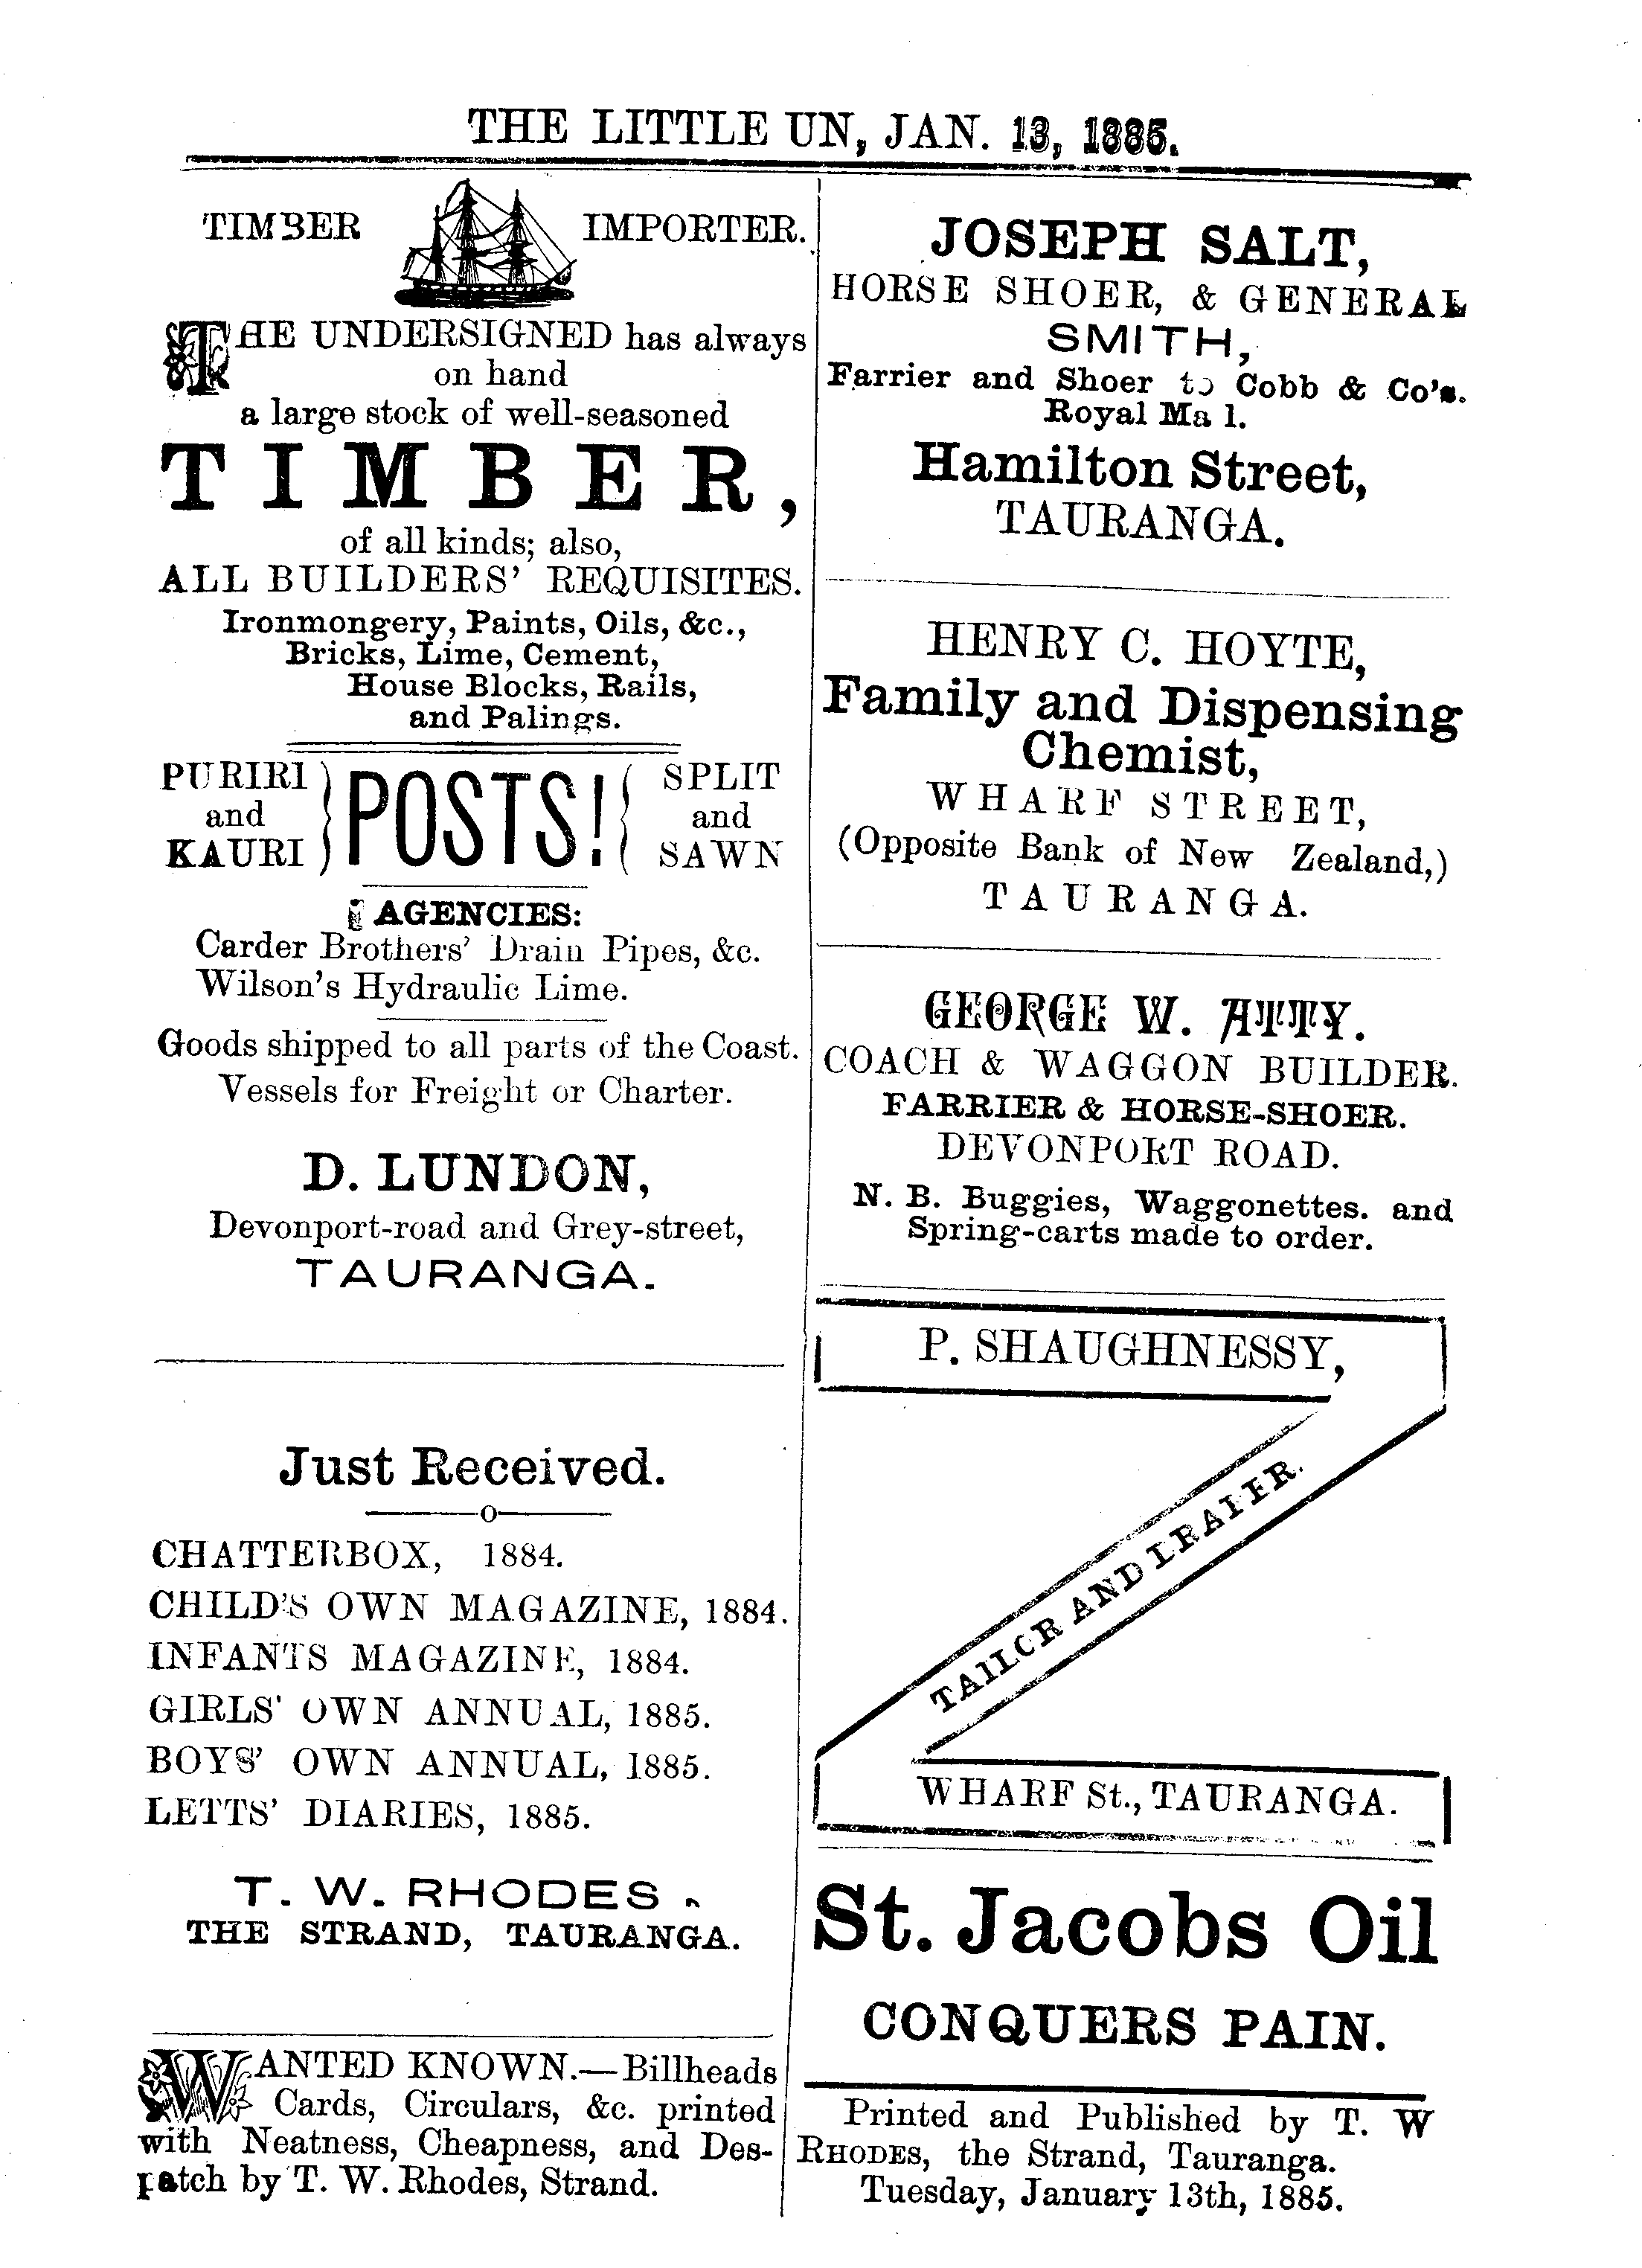 THE LITTLE UN, JAN. 13, 1885.
TIMBER IMPORTER.
THE UNDERSIGNED has always
on hand
a large stock of well-seasoned
TIMBER,
of all kinds; also,
ALL BUILDERS' REQUISITES.
Ironmongery, Paints, Oils, &c.,
Bricks, Lime, Cement,
House Blocks, Rails,
and Palings.
PURIRI
and
KAURI
POSTS!
SPLIT
and
SAWN
AGENCIES:
Carder Brothers' Drain Pipes, &c.
Wilson's Hydraulic Lime.
Goods shipped to all parts of the Coast.
Vessels for Freight or Charter.
D. LUNDON,
Devonport-road and Grey-street,
TAURANGA.
Just Received.
CHATTERBOX, 1884.
CHILD'S OWN MAGAZINE, 1884.
INFANTS MAGAZINE, 1884.
GIRLS' OWN ANNUAL, 1885.
BOYS' OWN ANNUAL, 1885.
LETTS' DIARIES, 1885.
T. W. RHODES
THE STRAND, TAURANGA.
WANTED KNOWN.—Billheads
Cards, Circulars, &c. printed
with Neatness, Cheapness, and Des-
patch by T. W. Rhodes, Strand.
JOSEPH SALT,
HORSE SHOER, & GENERAL
SMITH,
Farrier and Shoer to Cobb & Co's.
Royal Ma l.
Hamilton Street,
TAURANGA.
HENRY C. HOYTE,
Family and Dispensing
Chemist,
WHARF STREET,
(Opposite Bank of New Zealand,)
TAURANGA.
GEORGE W. ATTY.
COACH & WAGGON BUILDER.
FARRIER & HORSE-SHOER.
DEVONPORT ROAD.
N. B. Buggies, Waggonettes. and
Spring-carts made to order.
P. SHAUGHNESSY,
TAILOR AND DRAPER.
WHARF St., TAURANGA.
St. Jacobs Oil
CONQUERS PAIN.
Printed and Published by T. W
RHODES, the Strand, Tauranga.
Tuesday, January 13th, 1885.